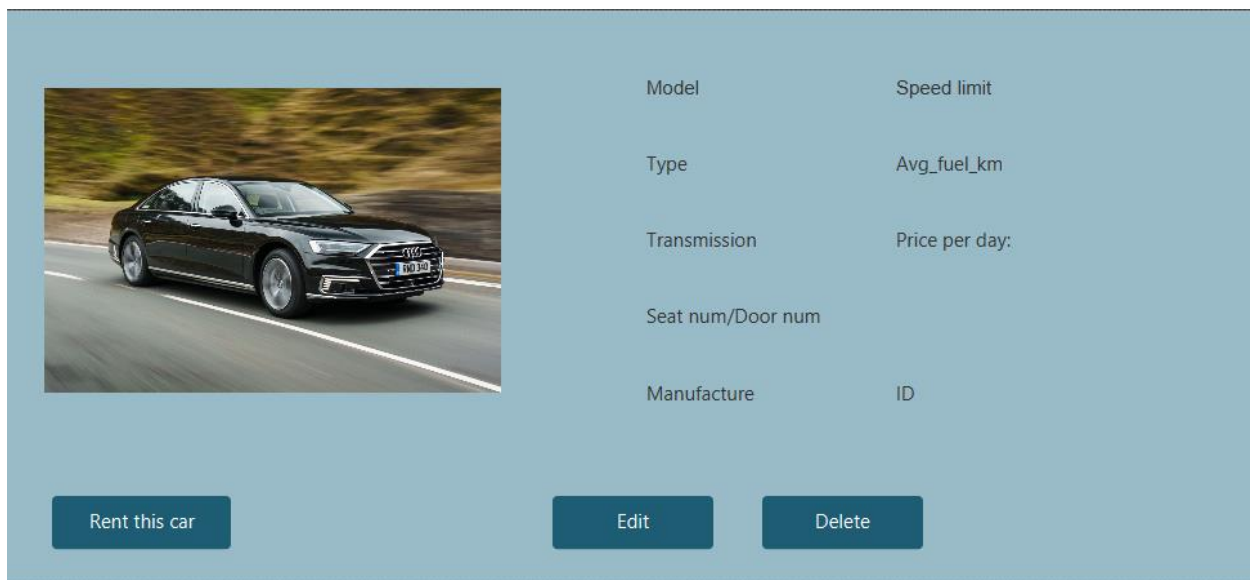 Model Speed limit
Type Avg_fuel_km
Transmission Price per day:
Seat num/Door num
Manufacture ID
Rent this car Edit Delete